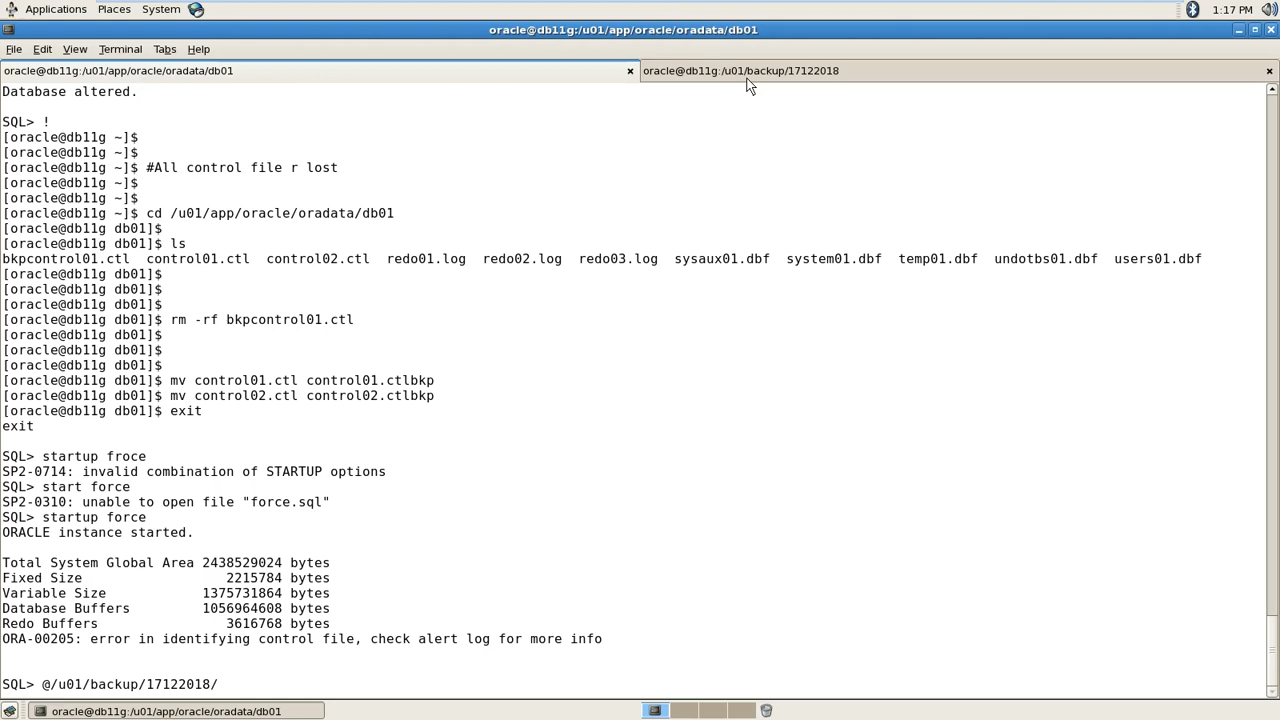 Applications Places System 1:17 PM
oracle@db11g:/u01/app/oracle/oradata/db01
File Edit View Terminal Tabs Help
oracle@db11g:/u01/app/oracle/oradata/db01 oracle@db11g:/u01/backup/17122018
Database altered.
SQL> !
[oracle@db11g ~]$
[oracle@db11g ~]$
[oracle@db11g ~]$ #All control file r lost
[oracle@db11g ~]$
[oracle@db11g ~]$
[oracle@db11g ~]$ cd /u01/app/oracle/oradata/db01
[oracle@db11g db01]$
[oracle@db11g db01]$ ls
bkpcontrol01.ctl control01.ctl control02.ctl redo01.log redo02.log redo03.log sysaux01.dbf system01.dbf temp01.dbf undotbs01.dbf users01.dbf
[oracle@db11g db01]$
[oracle@db11g db01]$
[oracle@db11g db01]$
[oracle@db11g db01]$ rm -rf bkpcontrol01.ctl
[oracle@db11g db01]$
[oracle@db11g db01]$
[oracle@db11g db01]$
[oracle@db11g db01]$ mv control01.ctl control01.ctlbkp
[oracle@db11g db01]$ mv control02.ctl control02.ctlbkp
[oracle@db11g db01]$ exit
exit
SQL> startup froce
SP2-0714: invalid combination of STARTUP options
SQL> start force
SP2-0310: unable to open file "force.sql"
SQL> startup force
ORACLE instance started.
Total System Global Area 2438529024 bytes
Fixed Size 2215784 bytes
Variable Size 1375731864 bytes
Database Buffers 1056964608 bytes
Redo Buffers 3616768 bytes
ORA-00205: error in identifying control file, check alert log for more info
SQL> @/u01/backup/17122018/
oracle@db11g:/u01/app/oracle/oradata/db01